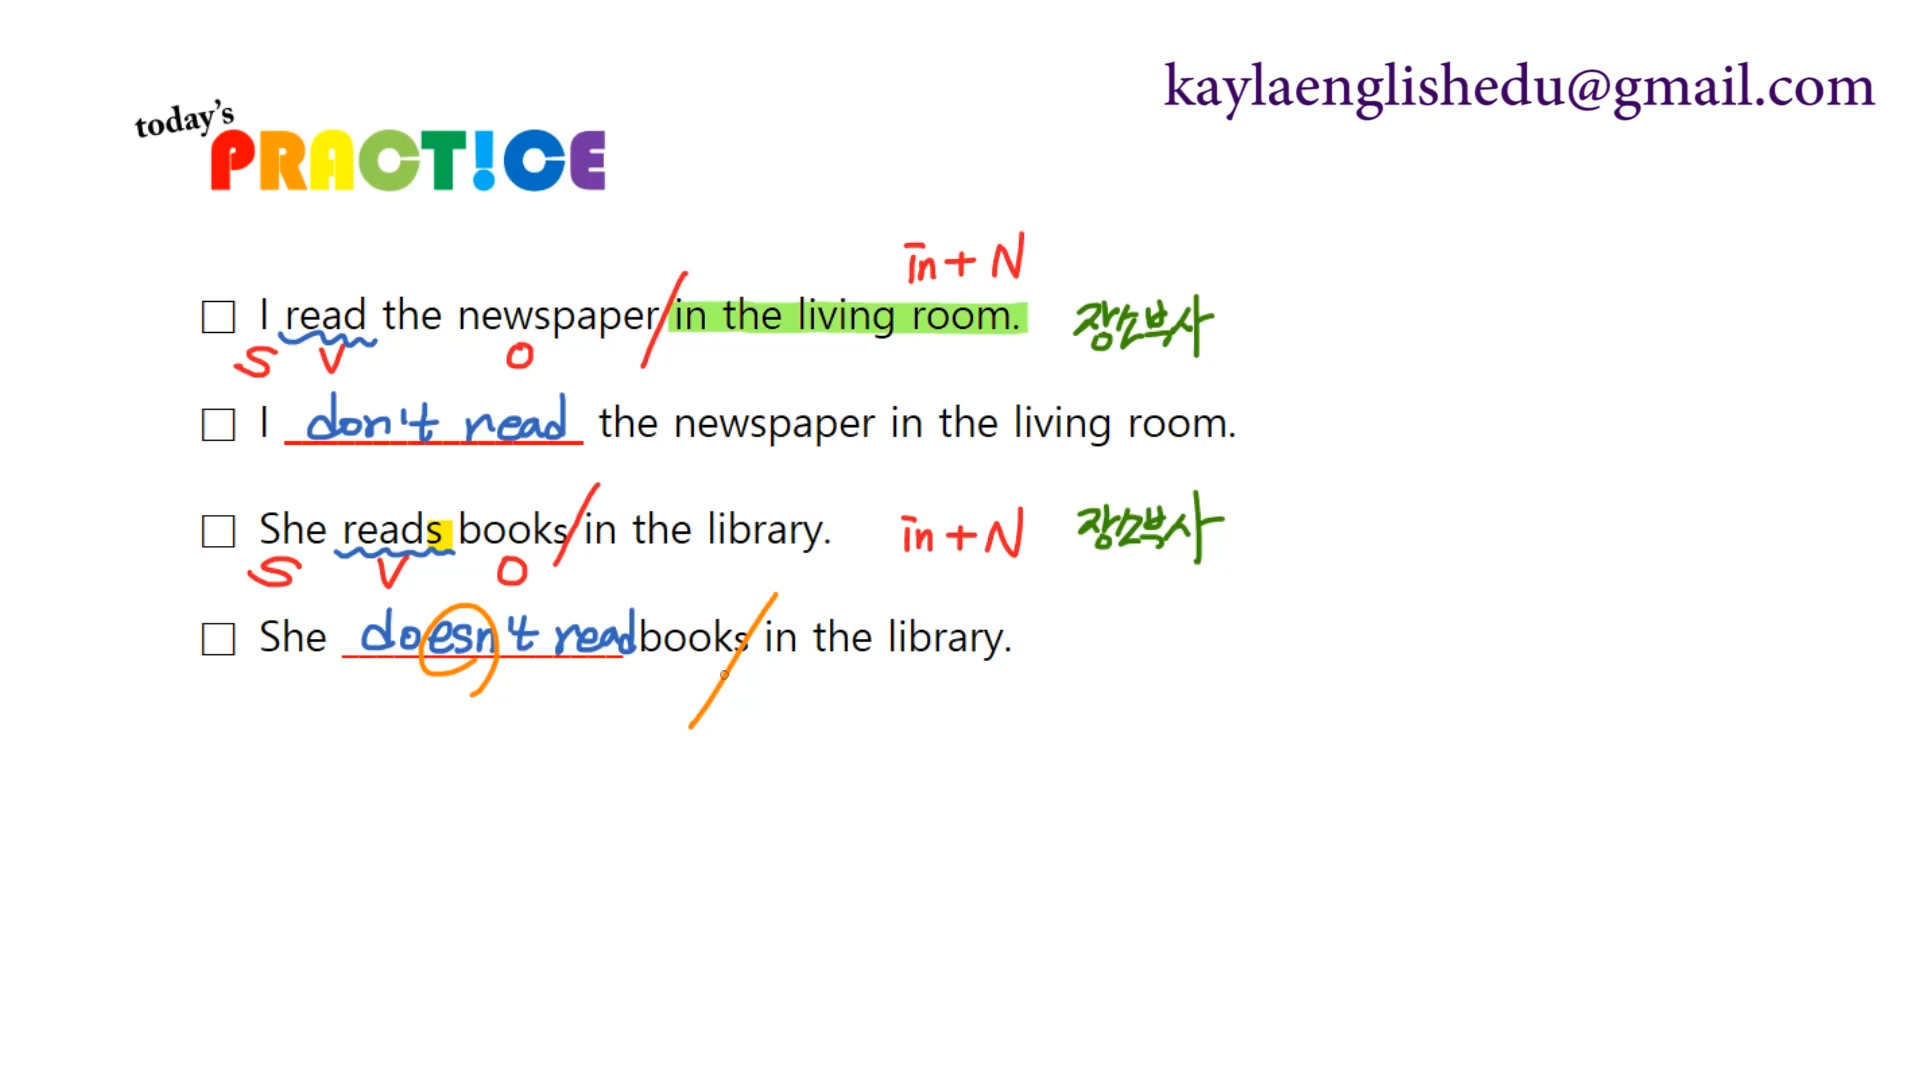 kaylaenglishedu@gmail.com
today's
PRACT!CE
in + N
I read the newspaper / in the living room. 장소부사
S V O
I don't read the newspaper in the living room.
She reads books / in the library. in + N 장소부사
S V O
She doesn't read books / in the library.